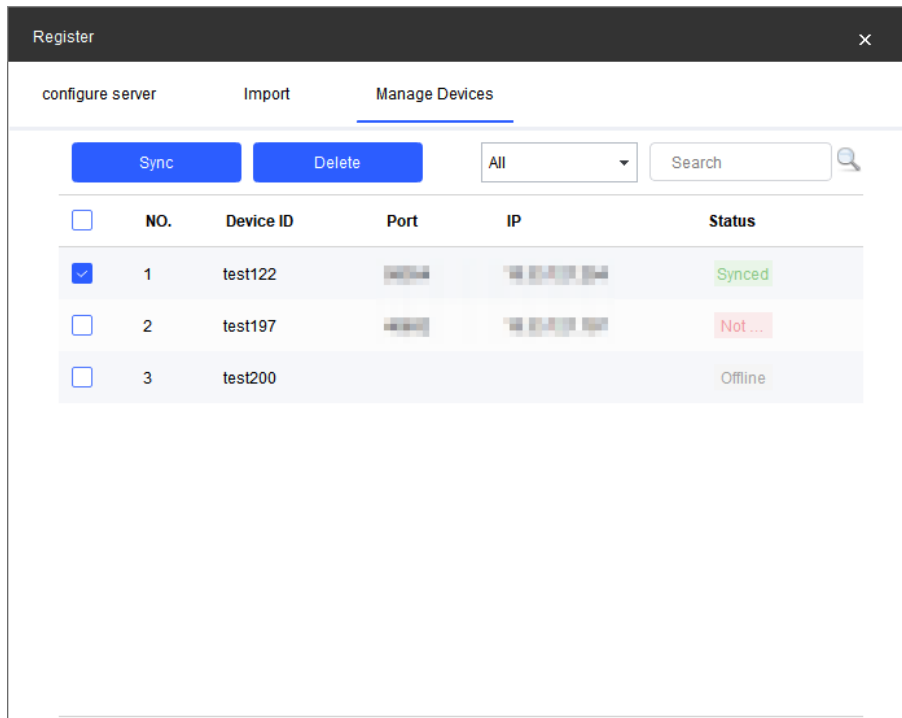 Register
configure server Import Manage Devices
Sync Delete All Search
NO. Device ID Port IP Status
1 test122 Synced
2 test197 Not ...
3 test200 Offline